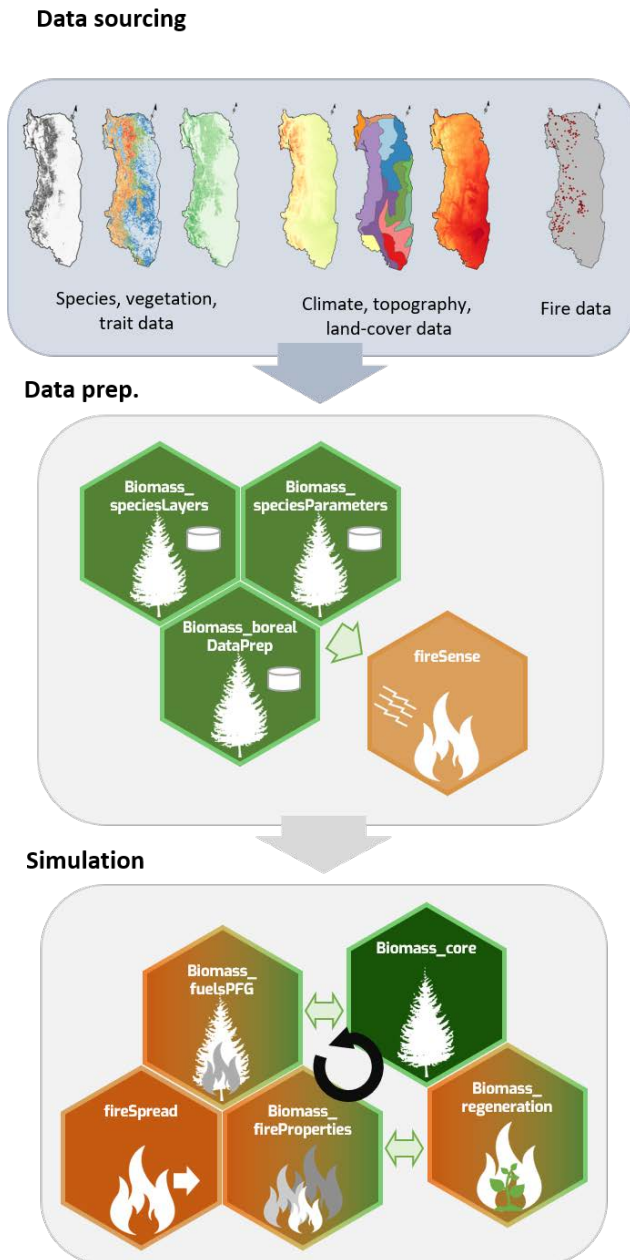 Data sourcing
Species, vegetation,
trait data
Climate, topography,
land-cover data
Fire data
Data prep.
Biomass_
speciesLayers
Biomass_
speciesParameters
Biomass_boreal
DataPrep
fireSense
Simulation
Biomass_
fuelsPFG
Biomass_core
fireSpread
Biomass_
fireProperties
Biomass_
regeneration